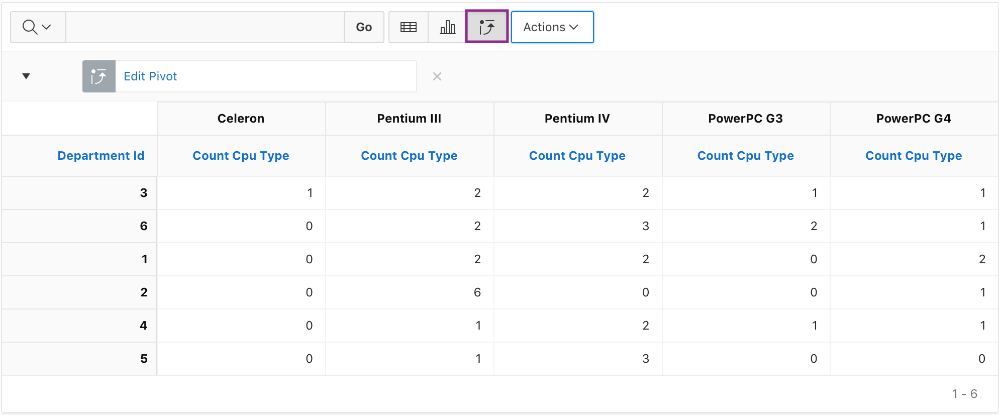 Go Actions
Edit Pivot
Celeron Pentium III Pentium IV PowerPC G3 PowerPC G4
Department Id Count Cpu Type Count Cpu Type Count Cpu Type Count Cpu Type Count Cpu Type
3 1 2 2 1 1
6 0 2 3 2 1
1 0 2 2 0 2
2 0 6 0 0 1
4 0 1 2 1 1
5 0 1 3 0 0
1 - 6